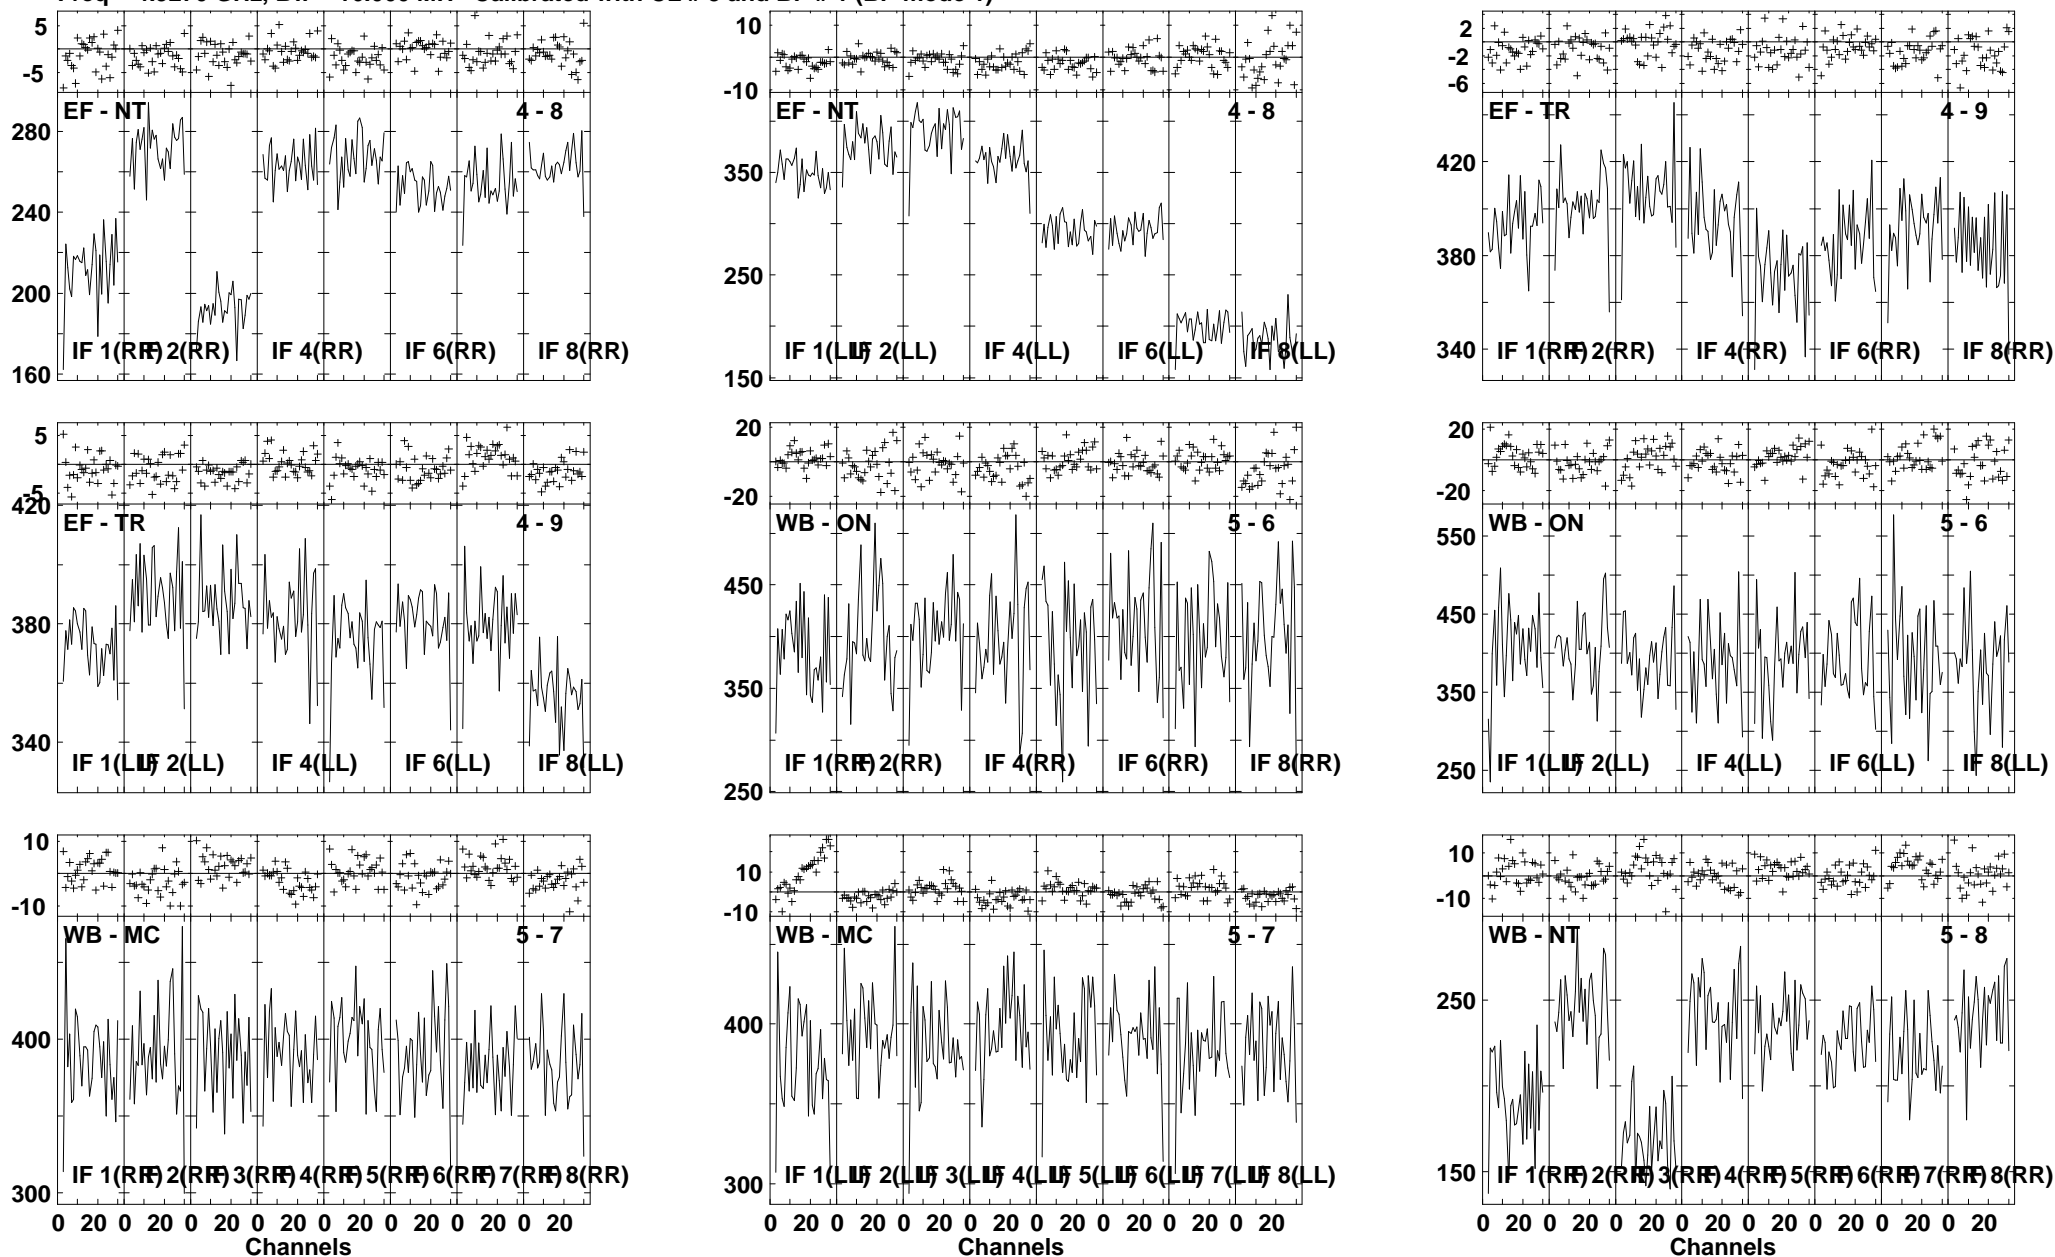 5
-5
EF - NT
4 - 8
280
240
200
160
IF 1(RR)
2(RR)
IF 4(RR)
IF 6(RR)
IF 8(RR)
10
-10
EF - NT
4 - 8
350
250
150
IF 1(LL)
2(LL)
IF 4(LL)
IF 6(LL)
IF 8(LL)
2
-2
-6
EF - TR
4 - 9
420
380
340
IF 1(RR)
2(RR)
IF 4(RR)
IF 6(RR)
IF 8(RR)
5
-5
420
EF - TR
4 - 9
380
340
IF 1(LL)
2(LL)
IF 4(LL)
IF 6(LL)
IF 8(LL)
20
0
-20
WB - ON
5 - 6
450
350
250
IF 1(RR)
2(RR)
IF 4(RR)
IF 6(RR)
IF 8(RR)
20
0
-20
WB - ON
5 - 6
550
450
350
250
IF 1(LL)
2(LL)
IF 4(LL)
IF 6(LL)
IF 8(LL)
10
-10
WB - MC
5 - 7
400
300
IF 1(RR) 2(RR) 3(RR) 4(RR) 5(RR) 6(RR) 7(RR) 8(RR)
0 20 0 20 0 20 0 20 0 20 0 20 0 20 0 20
Channels
10
-10
WB - MC
5 - 7
400
300
IF 1(LL) 2(LL) 3(LL) 4(LL) 5(LL) 6(LL) 7(LL) 8(LL)
0 20 0 20 0 20 0 20 0 20 0 20 0 20 0 20
Channels
10
-10
WB - NT
5 - 8
250
150
IF 1(RR) 2(RR) 3(RR) 4(RR) 5(RR) 6(RR) 7(RR) 8(RR)
0 20 0 20 0 20 0 20 0 20 0 20 0 20 0 20
Channels